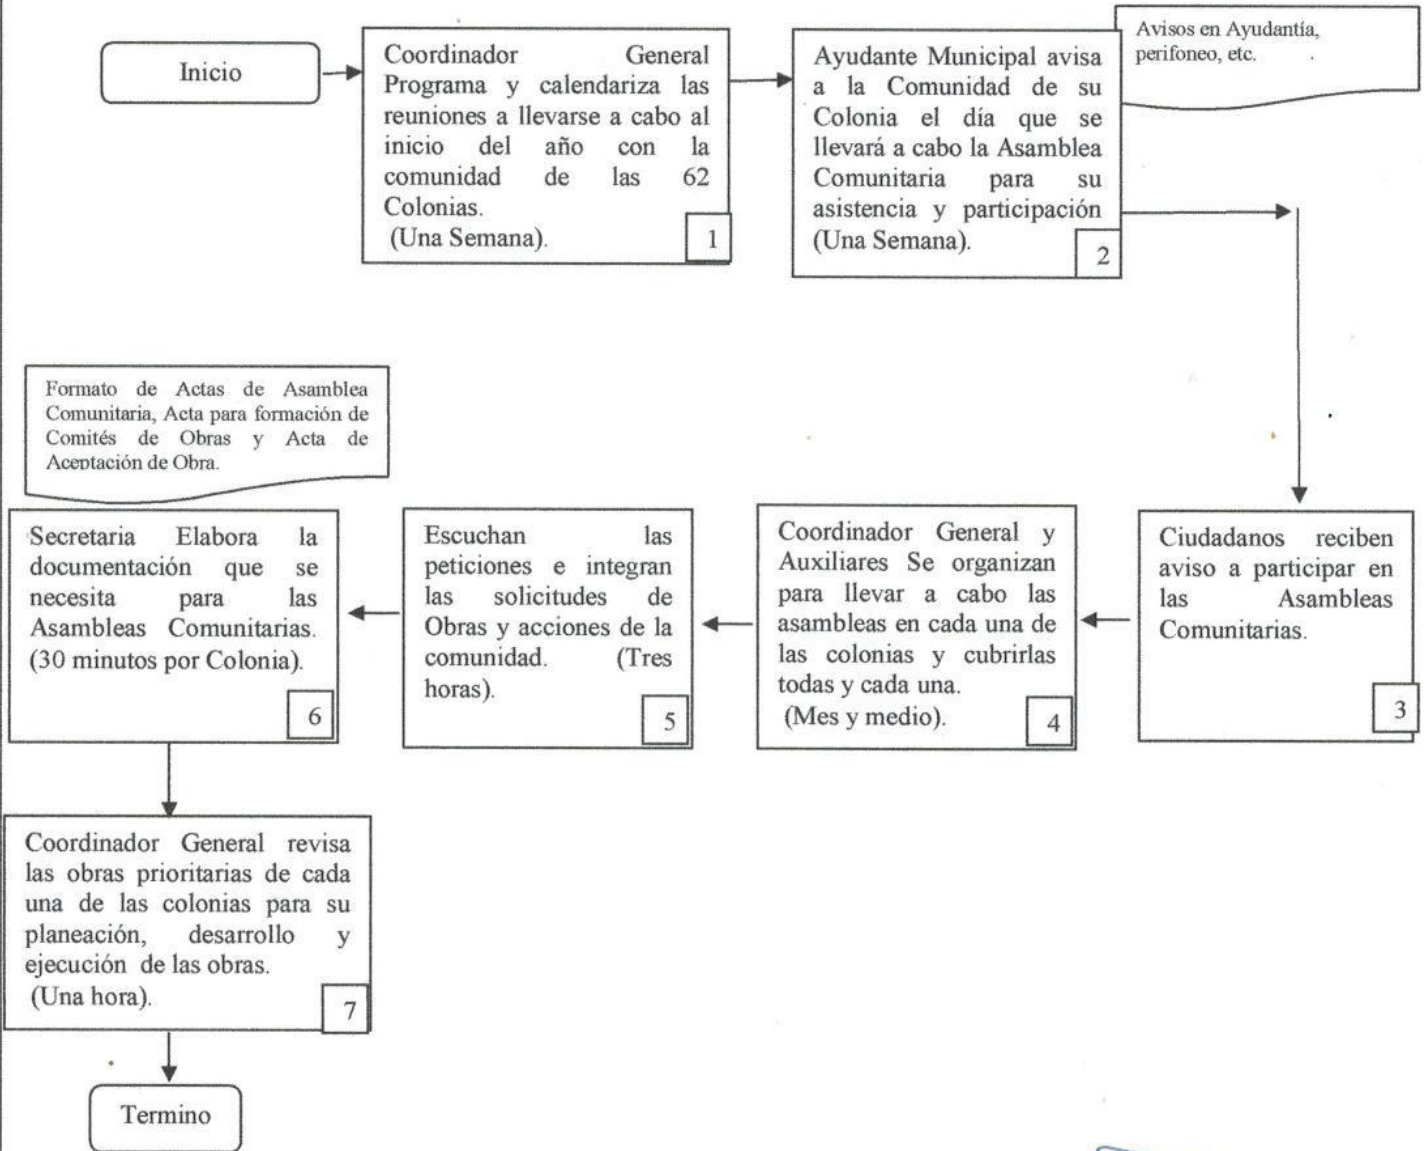 Inicio
Coordinador General
Programa y calendariza las
reuniones a llevarse a cabo al
inicio del año con la
comunidad de las 62
Colonias.
(Una Semana).
1
Ayudante Municipal avisa
a la Comunidad de su
Colonia el día que se
llevará a cabo la Asamblea
Comunitaria para su
asistencia y participación
(Una Semana).
2
Avisos en Ayudantía,
perifoneo, etc.
Ciudadanos reciben
aviso a participar en
las Asambleas
Comunitarias.
3
Coordinador General y
Auxiliares Se organizan
para llevar a cabo las
asambleas en cada una de
las colonias y cubrirlas
todas y cada una.
(Mes y medio).
4
Escuchan las
peticiones e integran
las solicitudes de
Obras y acciones de la
comunidad. (Tres
horas).
5
Formato de Actas de Asamblea
Comunitaria, Acta para formación de
Comités de Obras y Acta de
Aceptación de Obra.
Secretaria Elabora la
documentación que se
necesita para las
Asambleas Comunitarias.
(30 minutos por Colonia).
6
Coordinador General revisa
las obras prioritarias de cada
una de las colonias para su
planeación, desarrollo y
ejecución de las obras.
(Una hora).
7
Termino